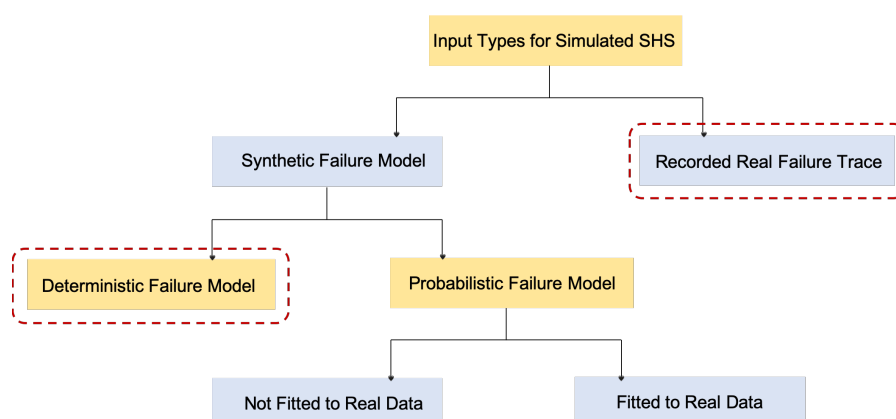 Input Types for Simulated SHS
Synthetic Failure Model
Recorded Real Failure Trace
Deterministic Failure Model
Probabilistic Failure Model
Not Fitted to Real Data
Fitted to Real Data